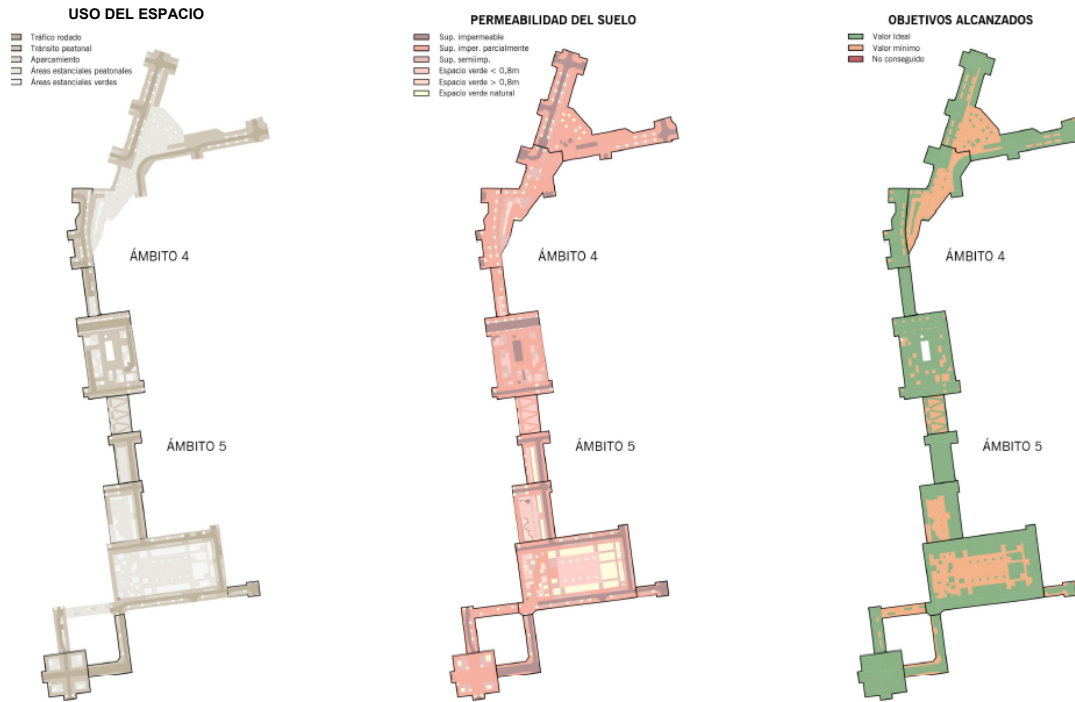 USO DEL ESPACIO
Tráfico rodado
Tránsito peatonal
Aparcamiento
Áreas estanciales peatonales
Áreas estanciales verdes
ÁMBITO 4
ÁMBITO 5
PERMEABILIDAD DEL SUELO
Sup. impermeable
Sup. imper. parcialmente
Sup. semiimp.
Espacio verde < 0,8m
Espacio verde > 0,8m
Espacio verde natural
ÁMBITO 4
ÁMBITO 5
OBJETIVOS ALCANZADOS
Valor Ideal
Valor mínimo
No conseguido
ÁMBITO 4
ÁMBITO 5